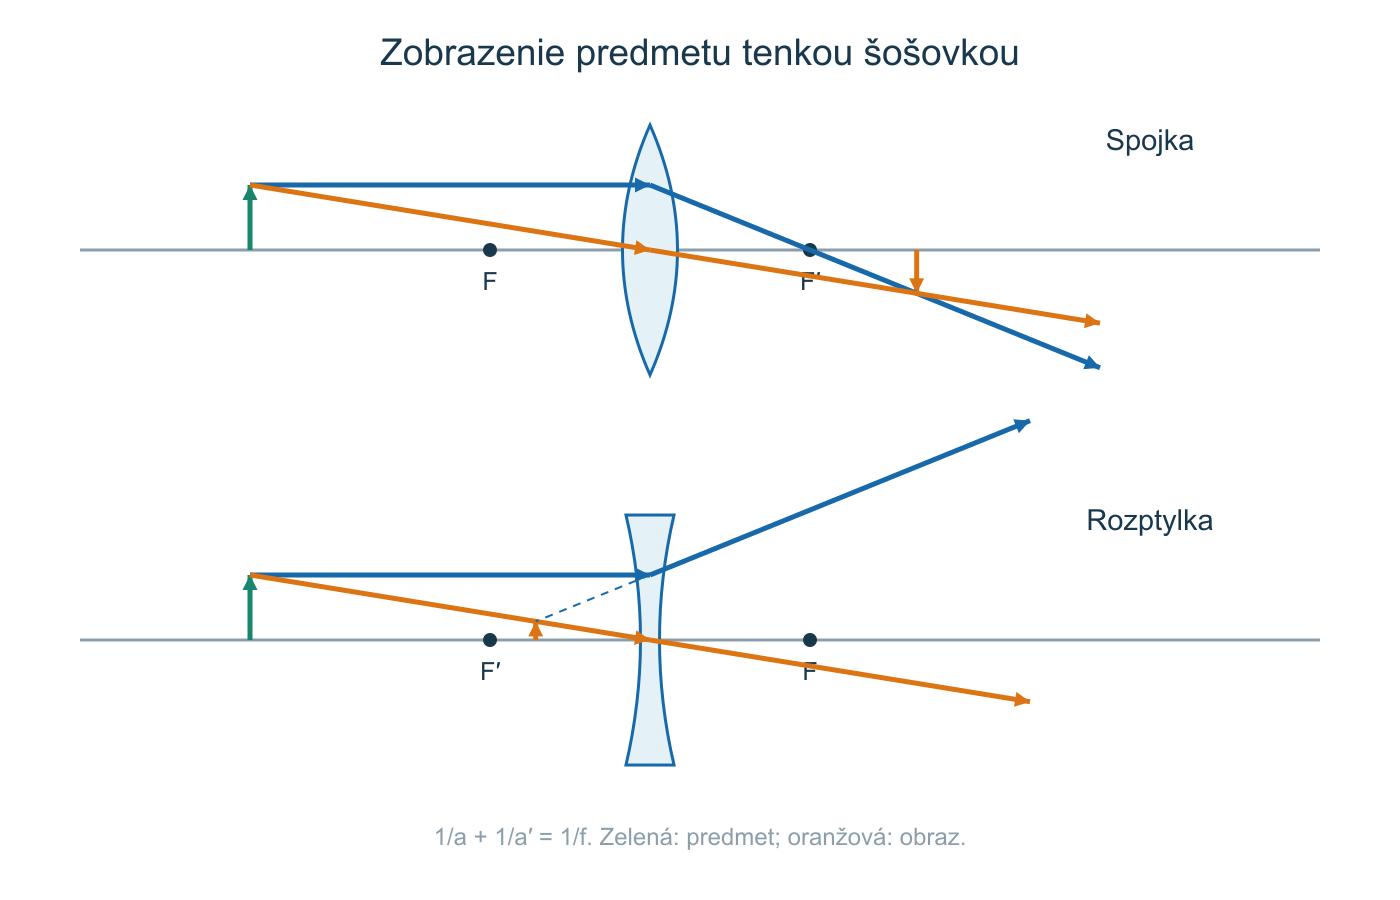 Zobrazenie predmetu tenkou šošovkou
Spojka
F
F′
Rozptylka
F′
F
1/a + 1/a′ = 1/f. Zelená: predmet; oranžová: obraz.